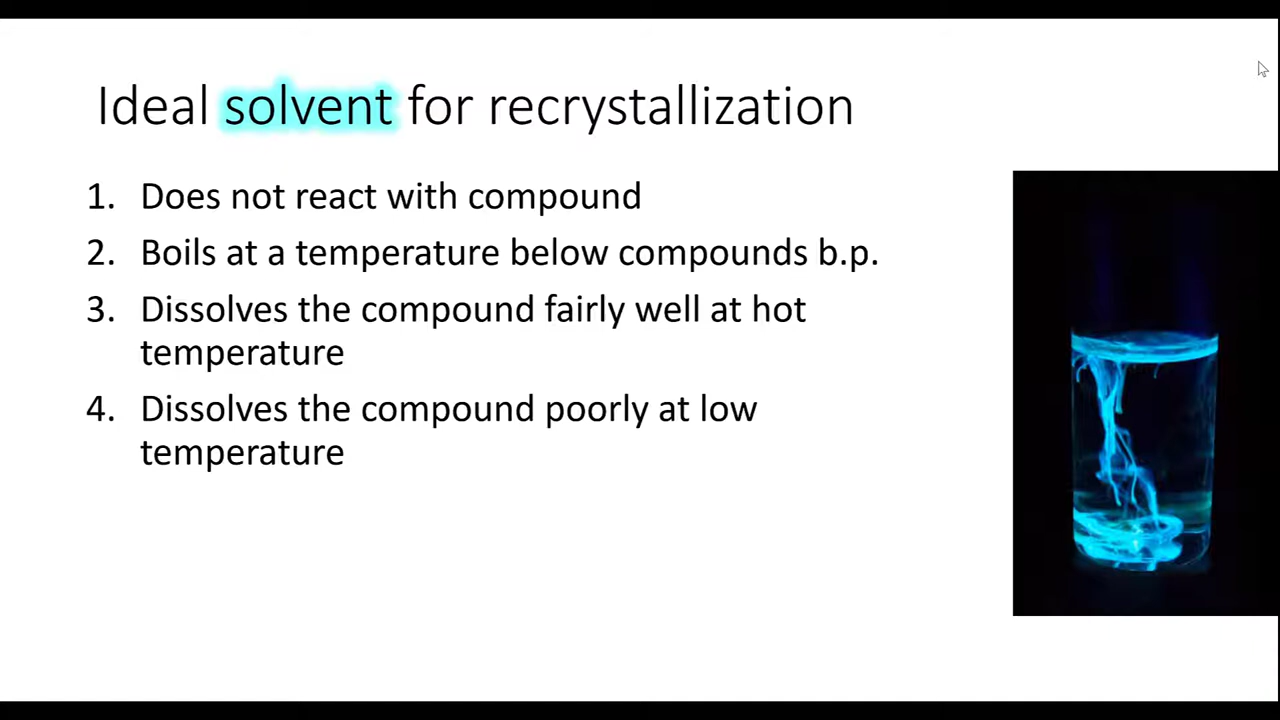 Ideal solvent for recrystallization
1. Does not react with compound
2. Boils at a temperature below compounds b.p.
3. Dissolves the compound fairly well at hot
temperature
4. Dissolves the compound poorly at low
temperature